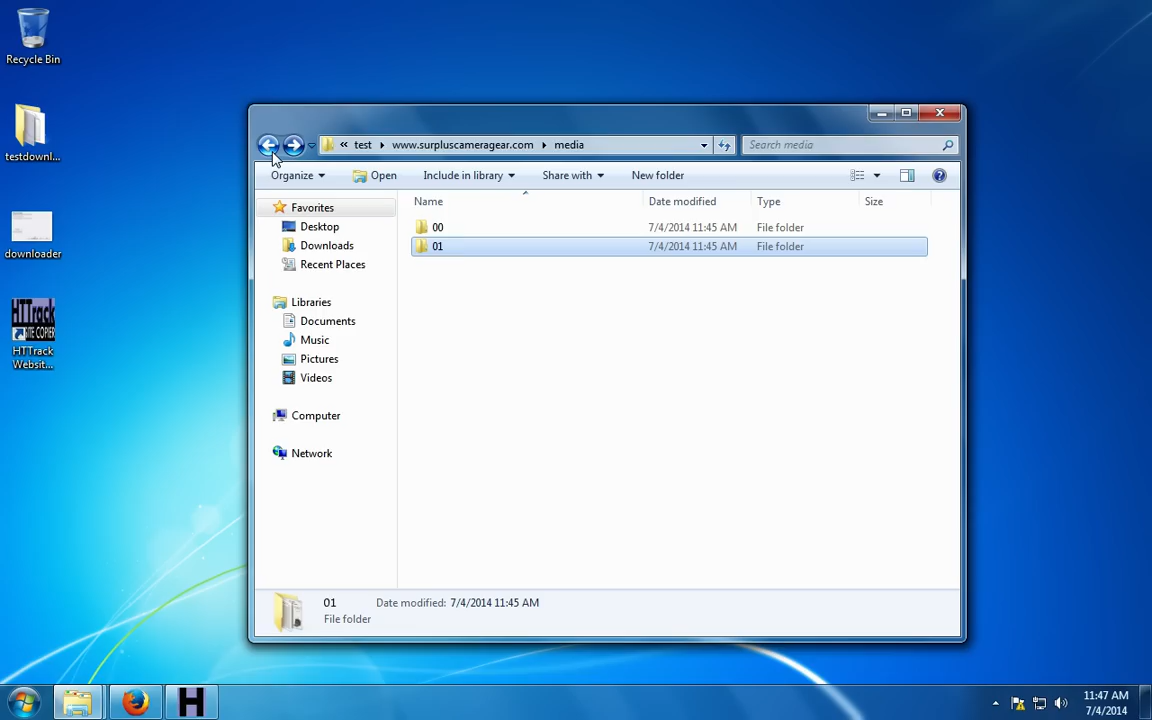 Recycle Bin
testdownl...
downloader
HTTrack
SITE COPIER
HTTrack
Websit...
« test www.surpluscameragear.com media
Search media
Organize Open Include in library Share with New folder
Favorites
Desktop
Downloads
Recent Places
Libraries
Documents
Music
Pictures
Videos
Computer
Network
Name Date modified Type Size
00 7/4/2014 11:45 AM File folder
01 7/4/2014 11:45 AM File folder
01 Date modified: 7/4/2014 11:45 AM
File folder
H
11:47 AM
7/4/2014